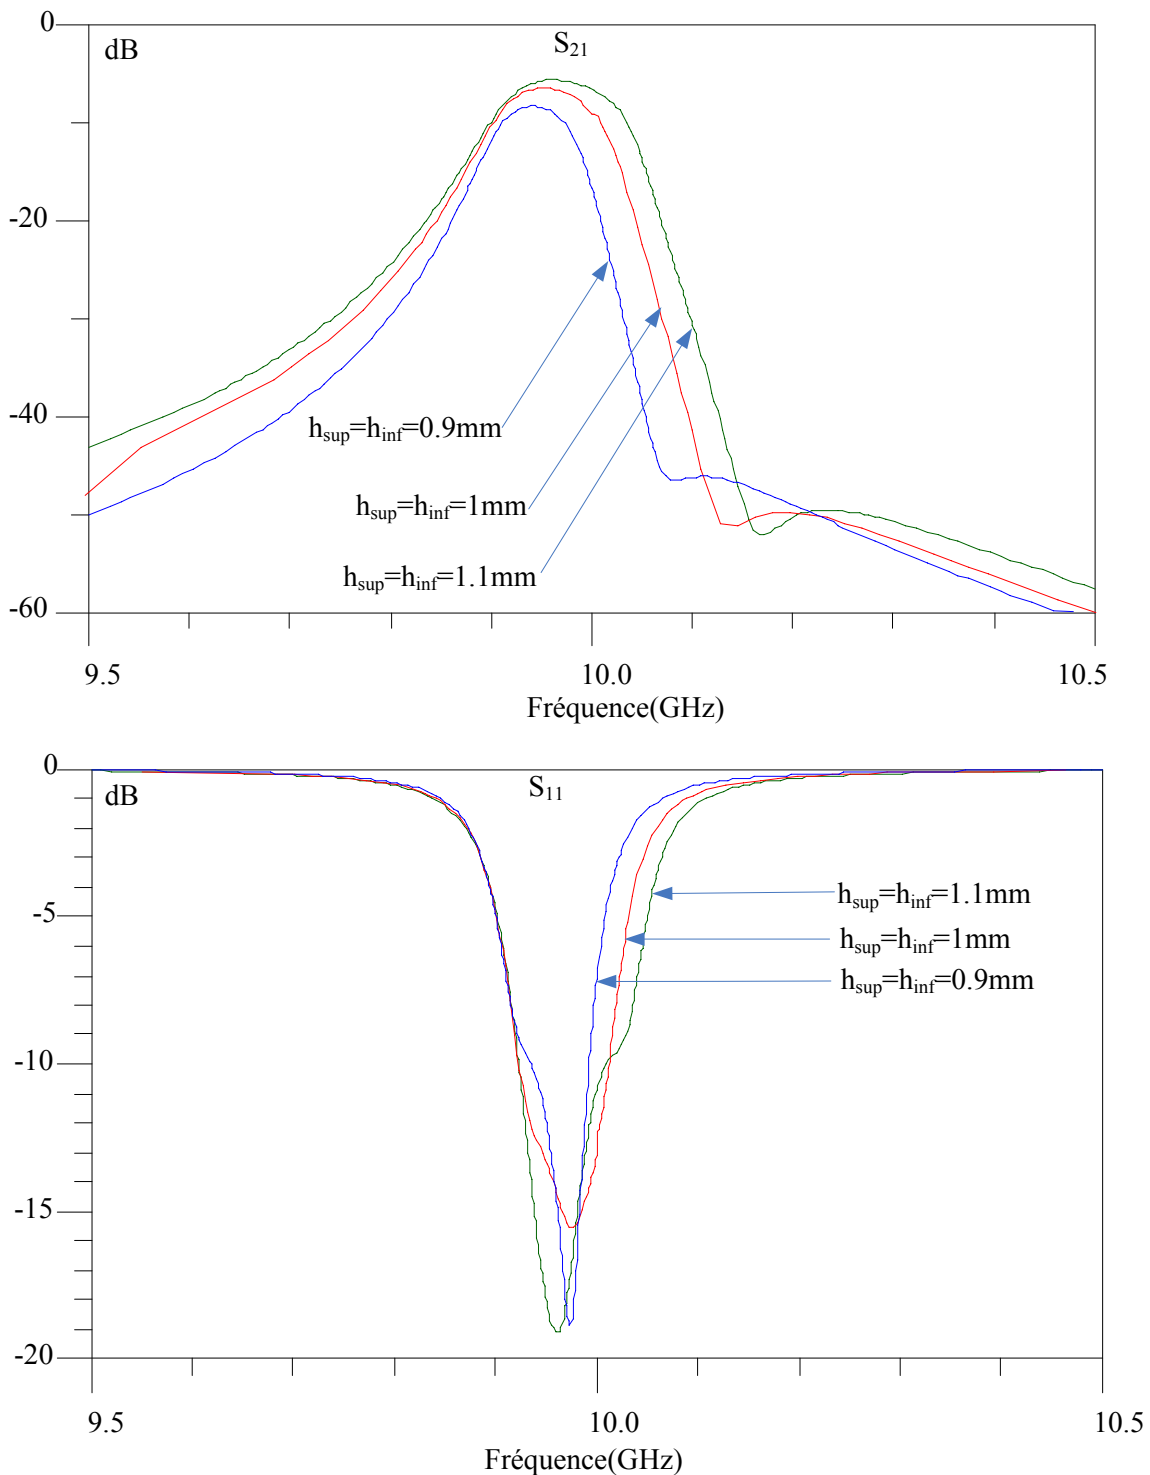 0
dB
S21
-20
hsup=hinf=0.9mm
-40
hsup=hinf=1mm
hsup=hinf=1.1mm
-60
9.5 10.0 10.5
Fréquence(GHz)
0
dB
S11
hsup=hinf=1.1mm
-5
hsup=hinf=1mm
hsup=hinf=0.9mm
-10
-15
-20
9.5 10.0 10.5
Fréquence(GHz)